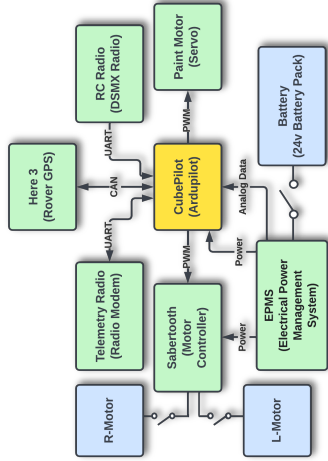 RC Radio
(DSMX Radio)
Paint Motor
(Servo)
Battery
(24v Battery Pack)
UART
PWM
Here 3
(Rover GPS)
CAN
CubePilot
(Ardupilot)
Analog Data
UART
PWM
Power
Telemetry Radio
(Radio Modem)
Sabertooth
(Motor
Controller)
Power
EPMS
(Electrical Power
Management
System)
R-Motor
L-Motor